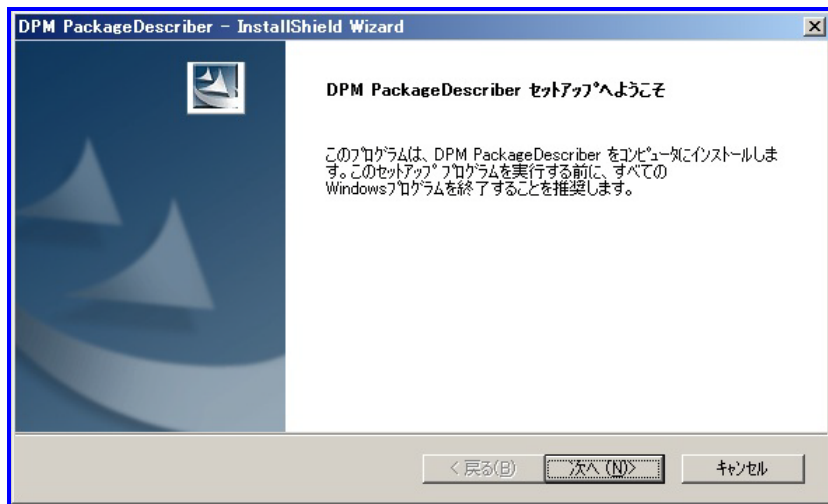 DPM PackageDescriber - InstallShield Wizard
DPM PackageDescriber ｾｯﾄｱｯﾌﾟへようこそ
このﾌﾟﾛｸﾞﾗﾑは、DPM PackageDescriber をｺﾝﾋﾟｭｰﾀにｲﾝｽﾄｰﾙしま
す。このｾｯﾄｱｯﾌﾟ ﾌﾟﾛｸﾞﾗﾑを実行する前に、すべての
Windowsﾌﾟﾛｸﾞﾗﾑを終了することを推奨します。
< 戻る(B)
次へ (N)>
ｷｬﾝｾﾙ